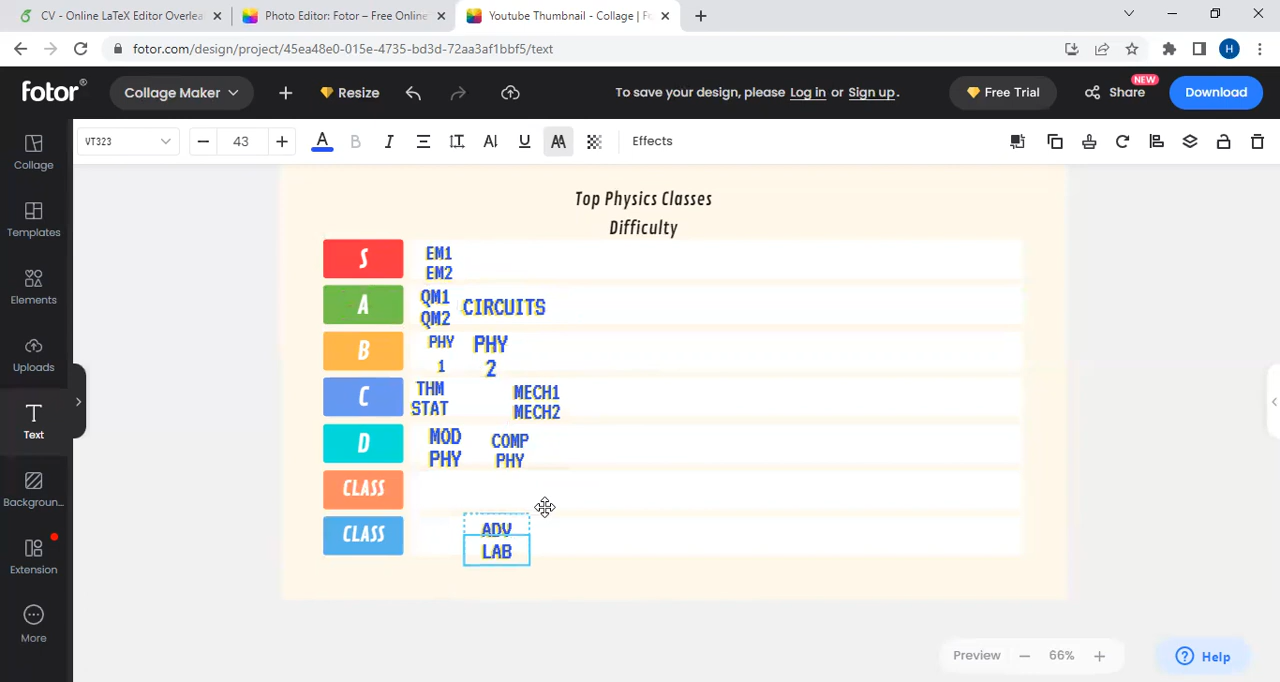 CV - Online LaTeX Editor Overlea
Photo Editor: Fotor – Free Online
Youtube Thumbnail - Collage | Fo
fotor.com/design/project/45ea48e0-015e-4735-bd3d-72aa3af1bbf5/text
H
fotor®
Collage Maker
Resize
To save your design, please Log in or Sign up.
Free Trial
Share
NEW
Download
VT323
43
A
B
I
U
AA
Effects
Collage
Templates
Elements
Uploads
Text
Backgroun...
Extension
More
Top Physics Classes
Difficulty
S
EM1
EM2
A
QM1
QM2
CIRCUITS
B
PHY
1
PHY
2
C
THM
STAT
MECH1
MECH2
D
MOD
PHY
COMP
PHY
CLASS
CLASS
ADV
LAB
Preview
66%
Help